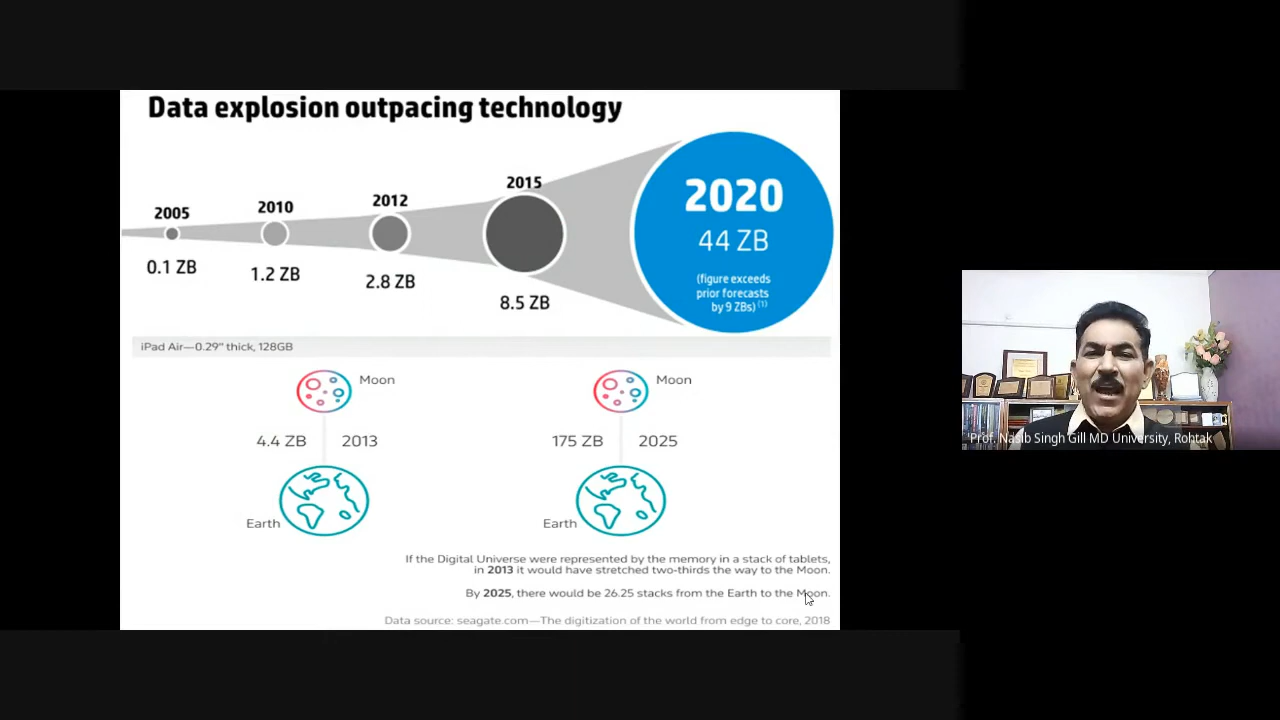 Data explosion outpacing technology
2005
2010
2012
2015
2020
0.1 ZB
1.2 ZB
2.8 ZB
8.5 ZB
44 ZB
(figure exceeds
prior forecasts
by 9 ZBs) (1)
iPad Air—0.29" thick, 128GB
Moon
Moon
4.4 ZB 2013
175 ZB 2025
Earth
Earth
If the Digital Universe were represented by the memory in a stack of tablets,
in 2013 it would have stretched two-thirds the way to the Moon.
By 2025, there would be 26.25 stacks from the Earth to the Moon.
Data source: seagate.com—The digitization of the world from edge to core, 2018
'Prof. Nasib Singh Gill MD University, Rohtak